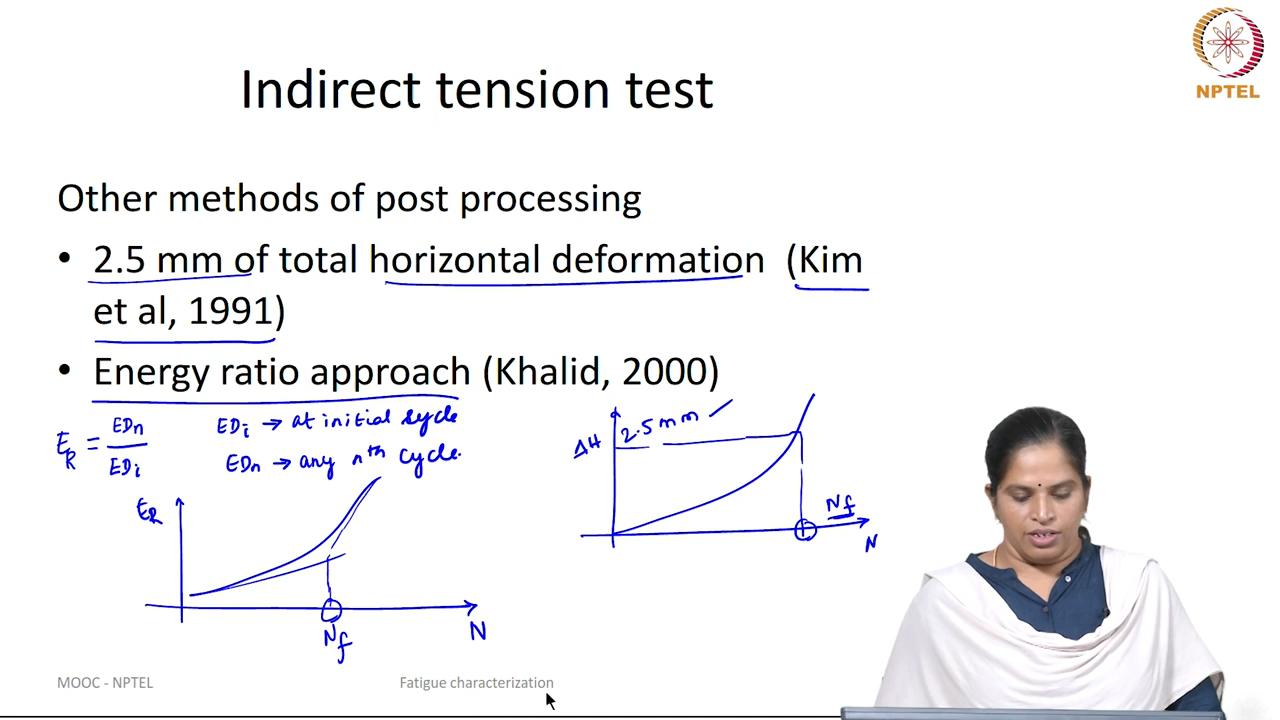 NPTEL
Indirect tension test
Other methods of post processing
• 2.5 mm of total horizontal deformation (Kim
et al, 1991)
• Energy ratio approach (Khalid, 2000)
E_R = EDn / EDi
EDi → at initial cycle
EDn → any nth cycle.
ER
N
Nf
ΔH
2.5 mm
Nf
N
MOOC - NPTEL
Fatigue characterization